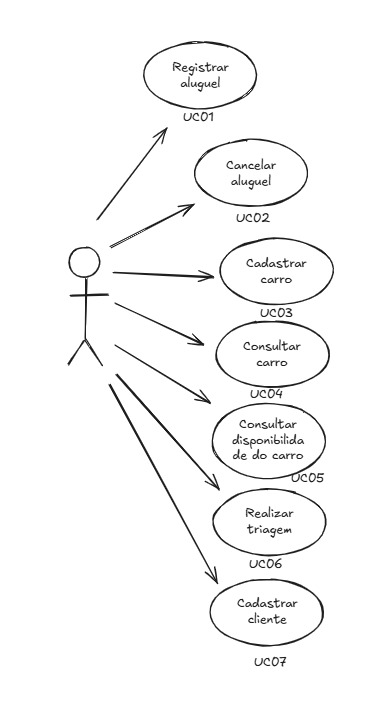 Registrar
aluguel
UC01
Cancelar
aluguel
UC02
Cadastrar
carro
UC03
Consultar
carro
UC04
Consultar
disponibilida
de do carro
UC05
Realizar
triagem
UC06
Cadastrar
cliente
UC07